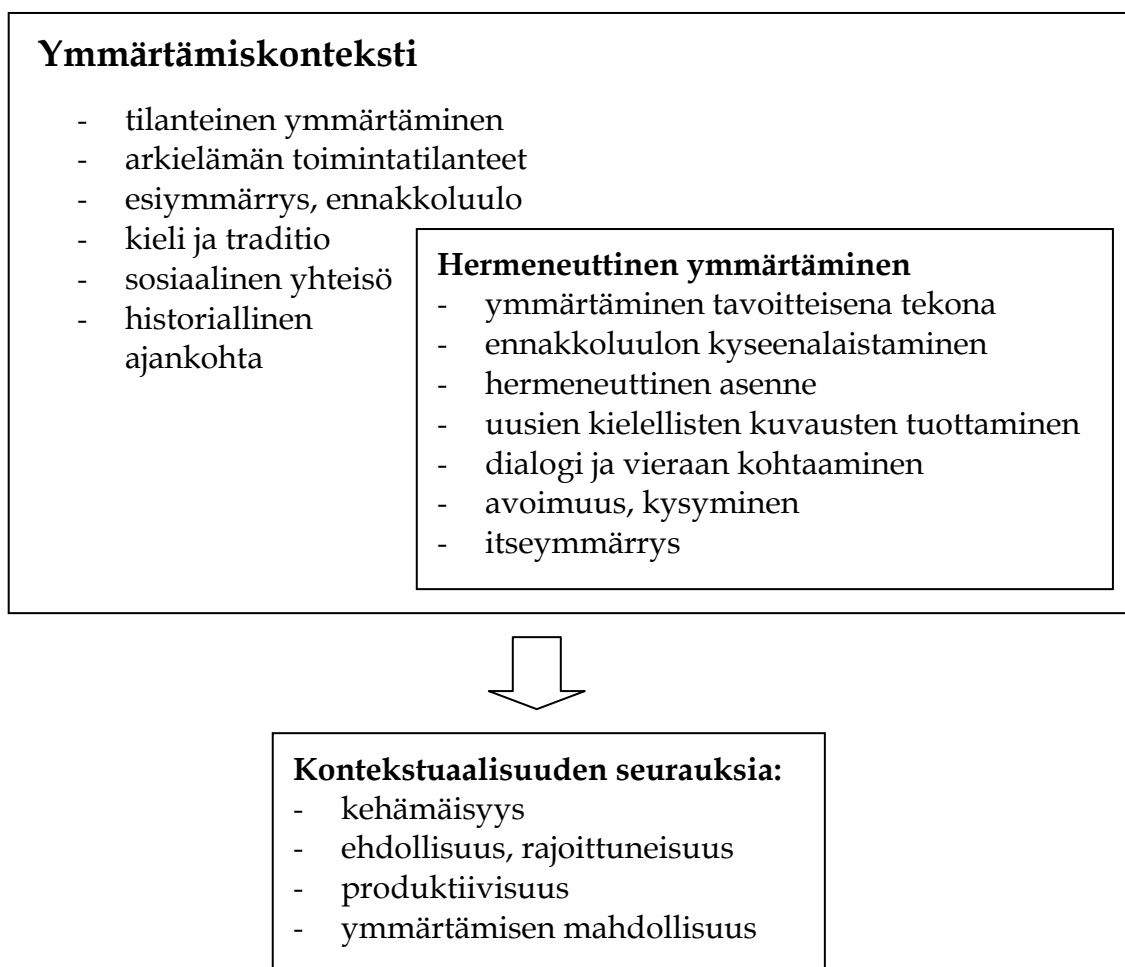 Ymmärtämiskonteksti
- tilanteinen ymmärtäminen
- arkielämän toimintatilanteet
- esiymmärrys, ennakkoluulo
- kieli ja traditio
- sosiaalinen yhteisö
- historiallinen
ajankohta
Hermeneuttinen ymmärtäminen
- ymmärtäminen tavoitteisena tekona
- ennakkoluulon kyseenalaistaminen
- hermeneuttinen asenne
- uusien kielellisten kuvausten tuottaminen
- dialogi ja vieraan kohtaaminen
- avoimuus, kysyminen
- itseymmärrys
Kontekstuaalisuuden seurauksia:
- kehämäisyys
- ehdollisuus, rajoittuneisuus
- produktiivisuus
- ymmärtämisen mahdollisuus